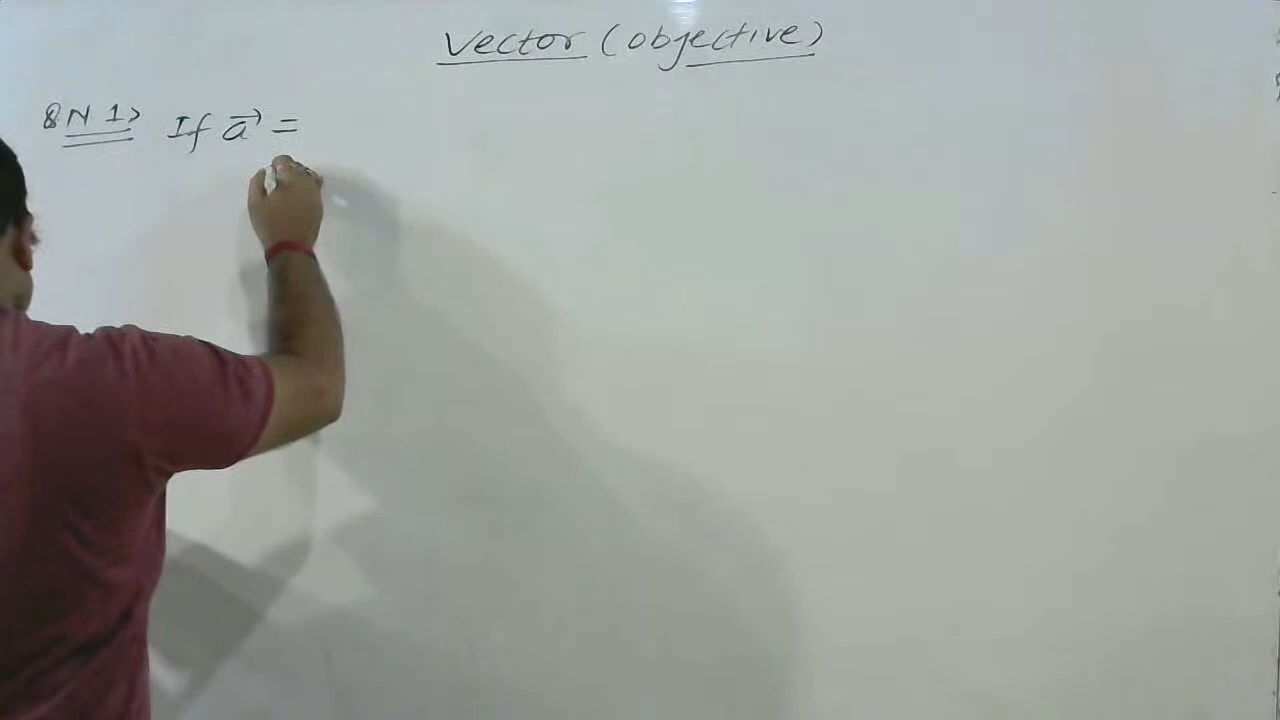 Vector (objective)
QN 1> If a⃗ =